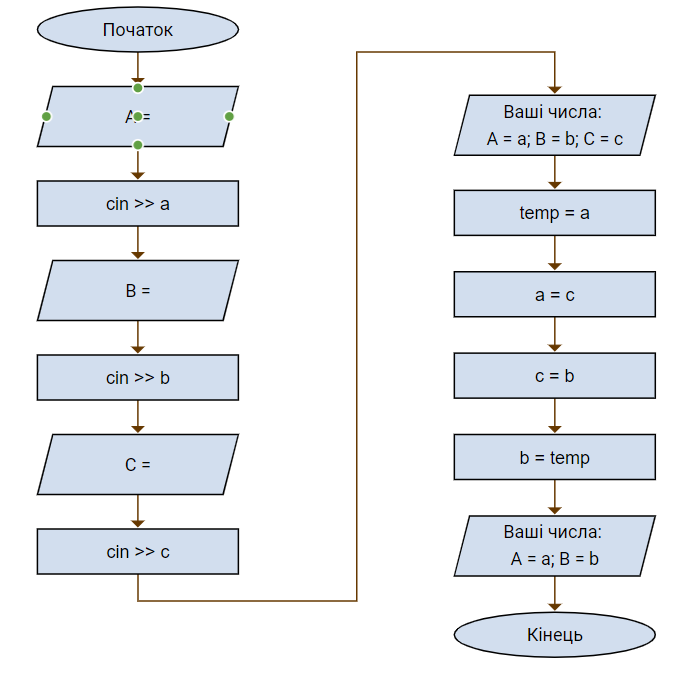 Початок
A =
cin >> a
B =
cin >> b
C =
cin >> c
Ваші числа:
A = a; B = b; C = c
temp = a
a = c
c = b
b = temp
Ваші числа:
A = a; B = b
Кінець